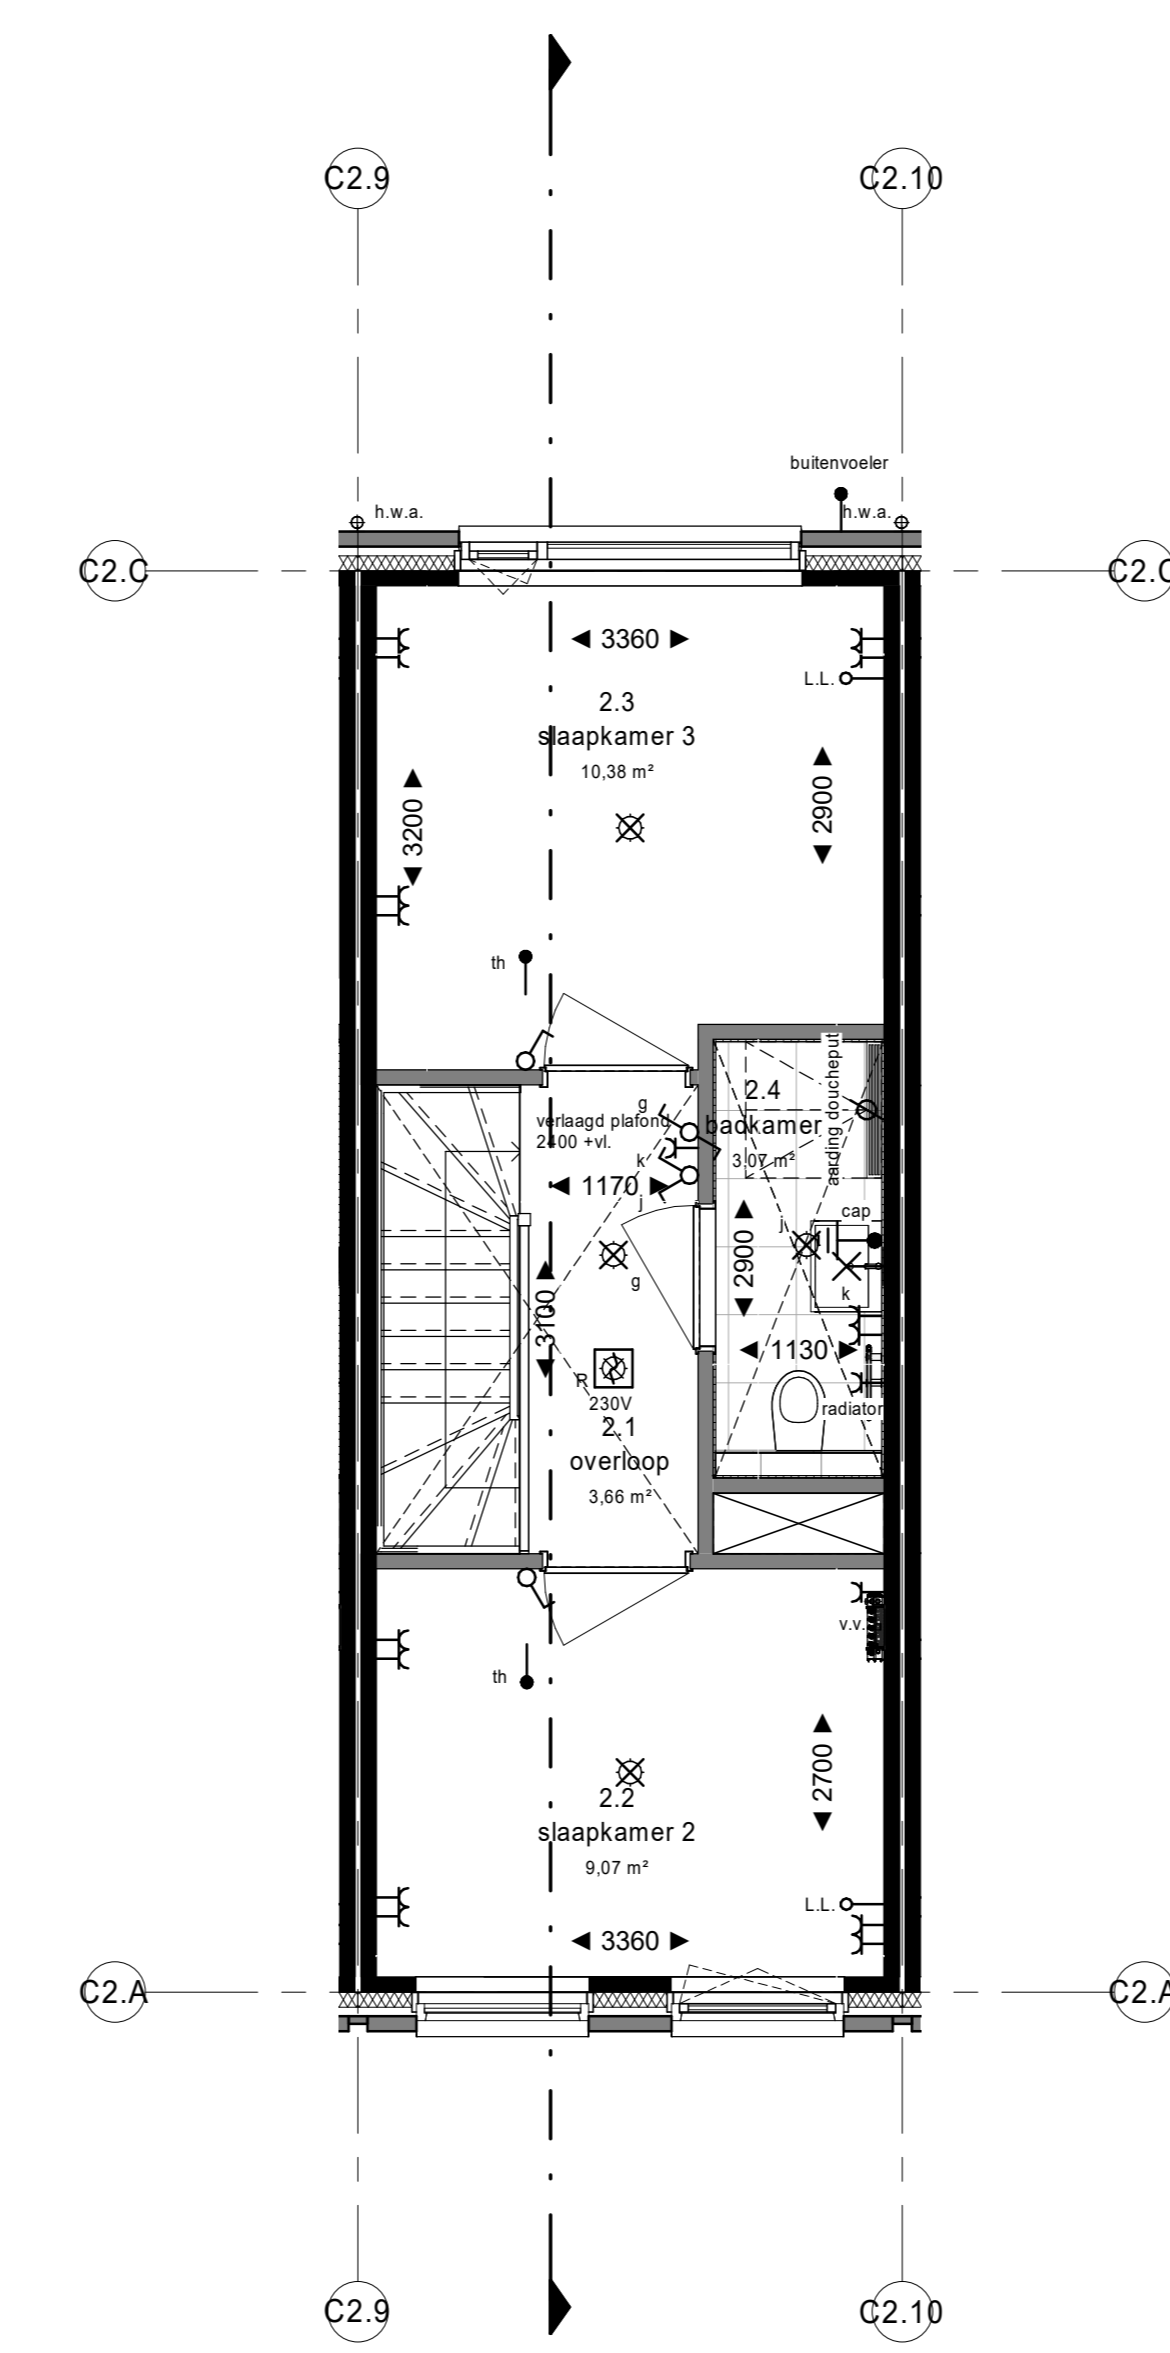 C2.9
C2.10
buitenvoeler
h.w.a.
h.w.a.
C2.C
C2.C
3360
L.L.
2.3
slaapkamer 3
10,38 m²
3200
2900
th
aarding doucheput
2.4
badkamer
3,07 m²
g
verlaagd plafond
2400 +vl.
k
1170
j
cap
j
2900
g
k
3100
1130
R
230V
radiator
2.1
overloop
3,66 m²
v.v.
th
2700
2.2
slaapkamer 2
9,07 m²
L.L.
3360
C2.A
C2.A
C2.9
C2.10